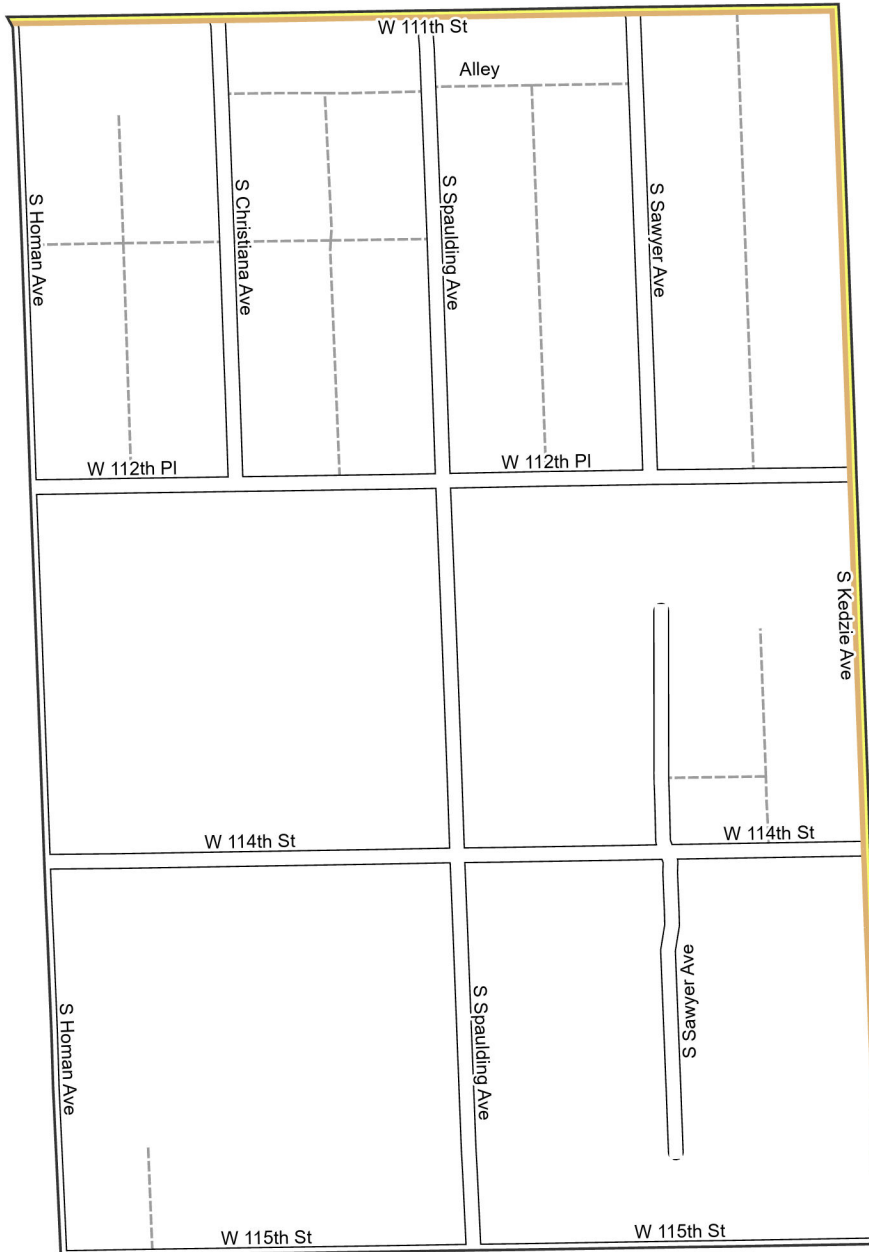 W 111th St
Alley
S Homan Ave
S Christiana Ave
S Spaulding Ave
S Sawyer Ave
W 112th Pl
W 112th Pl
S Kedzie Ave
W 114th St
W 114th St
S Homan Ave
S Spaulding Ave
S Sawyer Ave
W 115th St
W 115th St